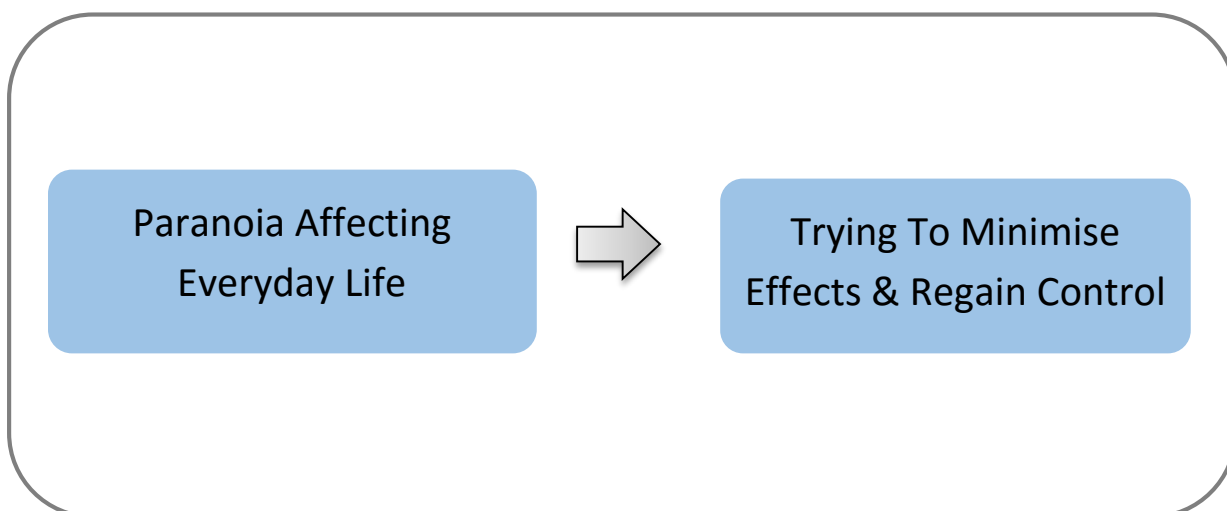 Paranoia Affecting
Everyday Life
Trying To Minimise
Effects & Regain Control